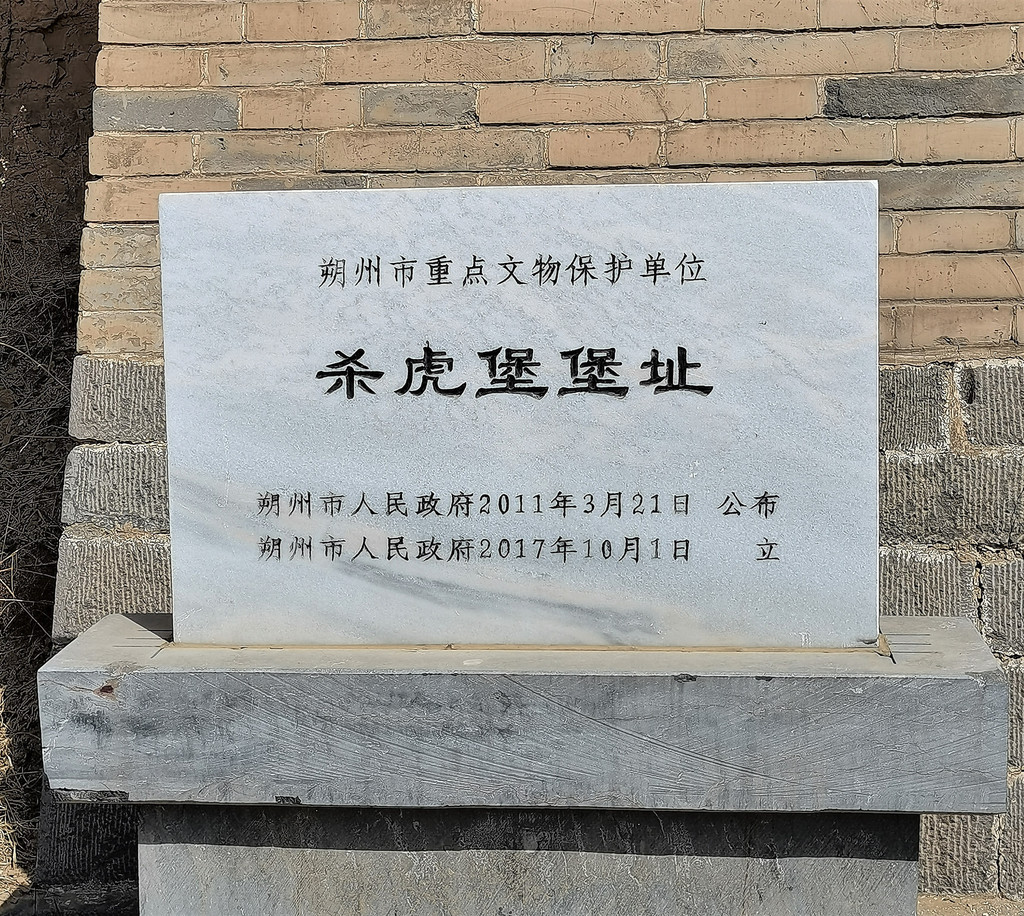 朔州市重点文物保护单位
杀虎堡堡址
朔州市人民政府2011年3月21日 公布
朔州市人民政府2017年10月1日 立